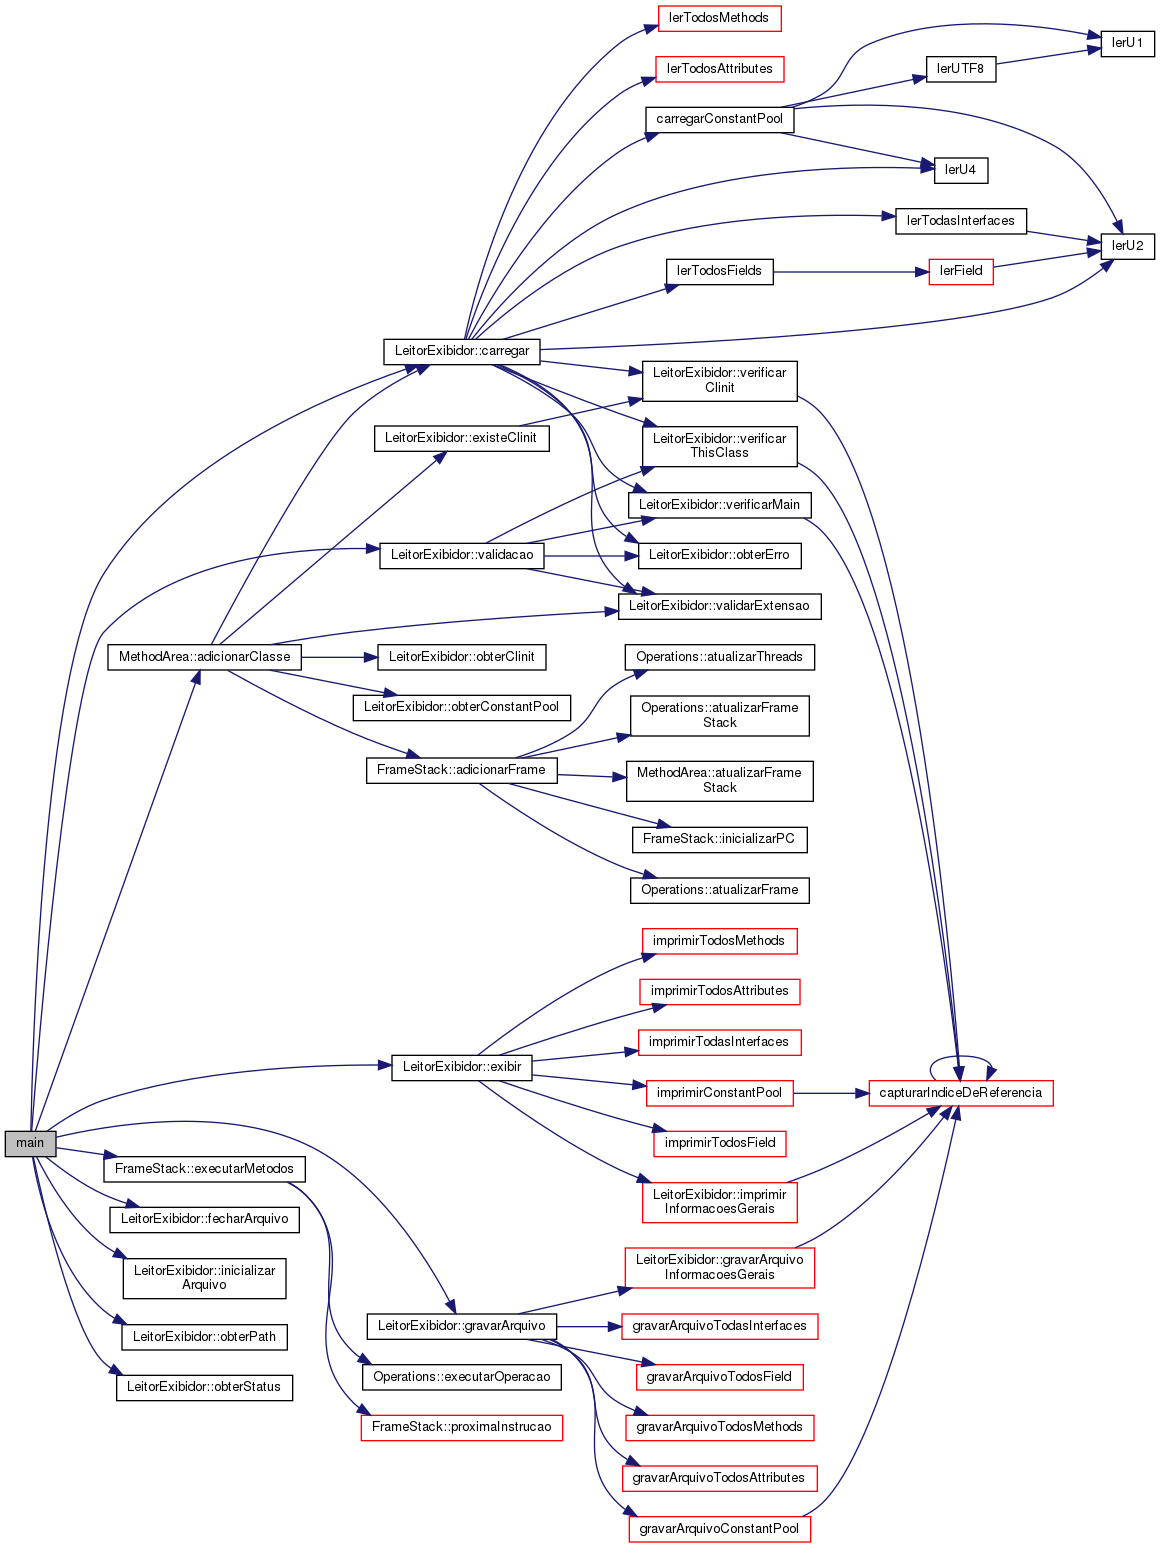 lerTodosMethods
lerU1
lerTodosAttributes
lerUTF8
carregarConstantPool
lerU4
lerTodasInterfaces
lerU2
lerTodosFields
lerField
LeitorExibidor::carregar
LeitorExibidor::verificar
Clinit
LeitorExibidor::existeClinit
LeitorExibidor::verificar
ThisClass
LeitorExibidor::verificarMain
LeitorExibidor::validacao
LeitorExibidor::obterErro
LeitorExibidor::validarExtensao
MethodArea::adicionarClasse
LeitorExibidor::obterClinit
Operations::atualizarThreads
LeitorExibidor::obterConstantPool
Operations::atualizarFrame
Stack
FrameStack::adicionarFrame
MethodArea::atualizarFrame
Stack
FrameStack::inicializarPC
Operations::atualizarFrame
imprimirTodosMethods
imprimirTodosAttributes
imprimirTodasInterfaces
LeitorExibidor::exibir
imprimirConstantPool
capturarIndiceDeReferencia
main
imprimirTodosField
FrameStack::executarMetodos
LeitorExibidor::imprimir
InformacoesGerais
LeitorExibidor::fecharArquivo
LeitorExibidor::inicializar
Arquivo
LeitorExibidor::gravarArquivo
InformacoesGerais
LeitorExibidor::obterPath
LeitorExibidor::gravarArquivo
gravarArquivoTodasInterfaces
LeitorExibidor::obterStatus
Operations::executarOperacao
gravarArquivoTodosField
FrameStack::proximaInstrucao
gravarArquivoTodosMethods
gravarArquivoTodosAttributes
gravarArquivoConstantPool